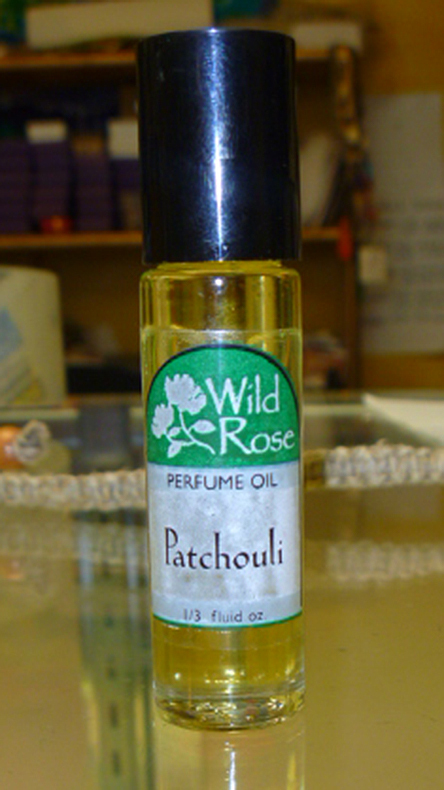 Wild
Rose
PERFUME OIL
Patchouli
1/3 fluid oz